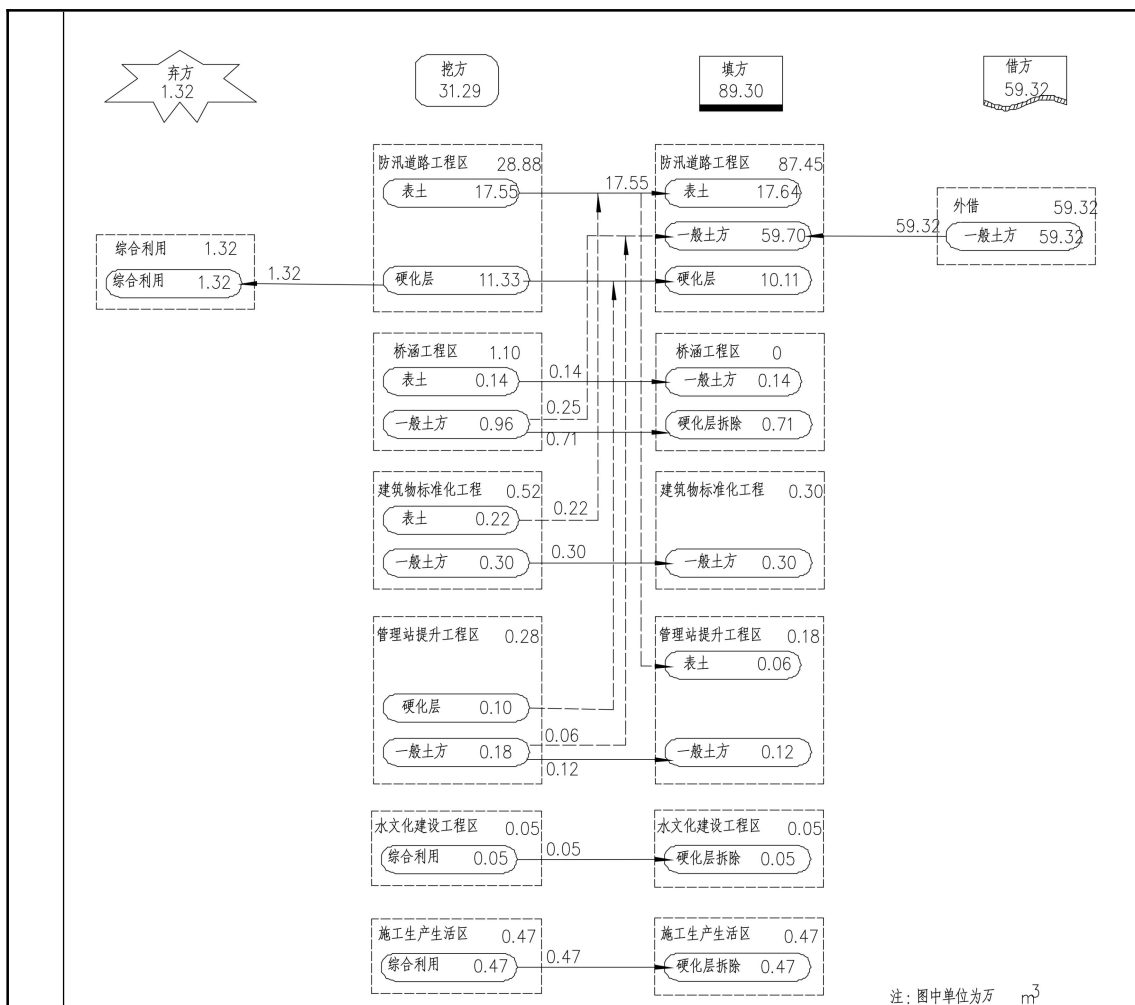 弃方
1.32
挖方
31.29
填方
89.30
借方
59.32
防汛道路工程区 28.88
表土 17.55
硬化层 11.33
17.55
防汛道路工程区 87.45
表土 17.64
一般土方 59.70
硬化层 10.11
59.32
外借 59.32
一般土方 59.32
综合利用 1.32
综合利用 1.32
1.32
桥涵工程区 1.10
表土 0.14
一般土方 0.96
0.14
0.25
0.71
桥涵工程区 0
一般土方 0.14
硬化层拆除 0.71
建筑物标准化工程 0.52
表土 0.22
一般土方 0.30
0.22
0.30
建筑物标准化工程 0.30
一般土方 0.30
管理站提升工程区 0.28
硬化层 0.10
一般土方 0.18
0.06
0.12
管理站提升工程区 0.18
表土 0.06
一般土方 0.12
水文化建设工程区 0.05
综合利用 0.05
0.05
水文化建设工程区 0.05
硬化层拆除 0.05
施工生产生活区 0.47
综合利用 0.47
0.47
施工生产生活区 0.47
硬化层拆除 0.47
注：图中单位为万 m³